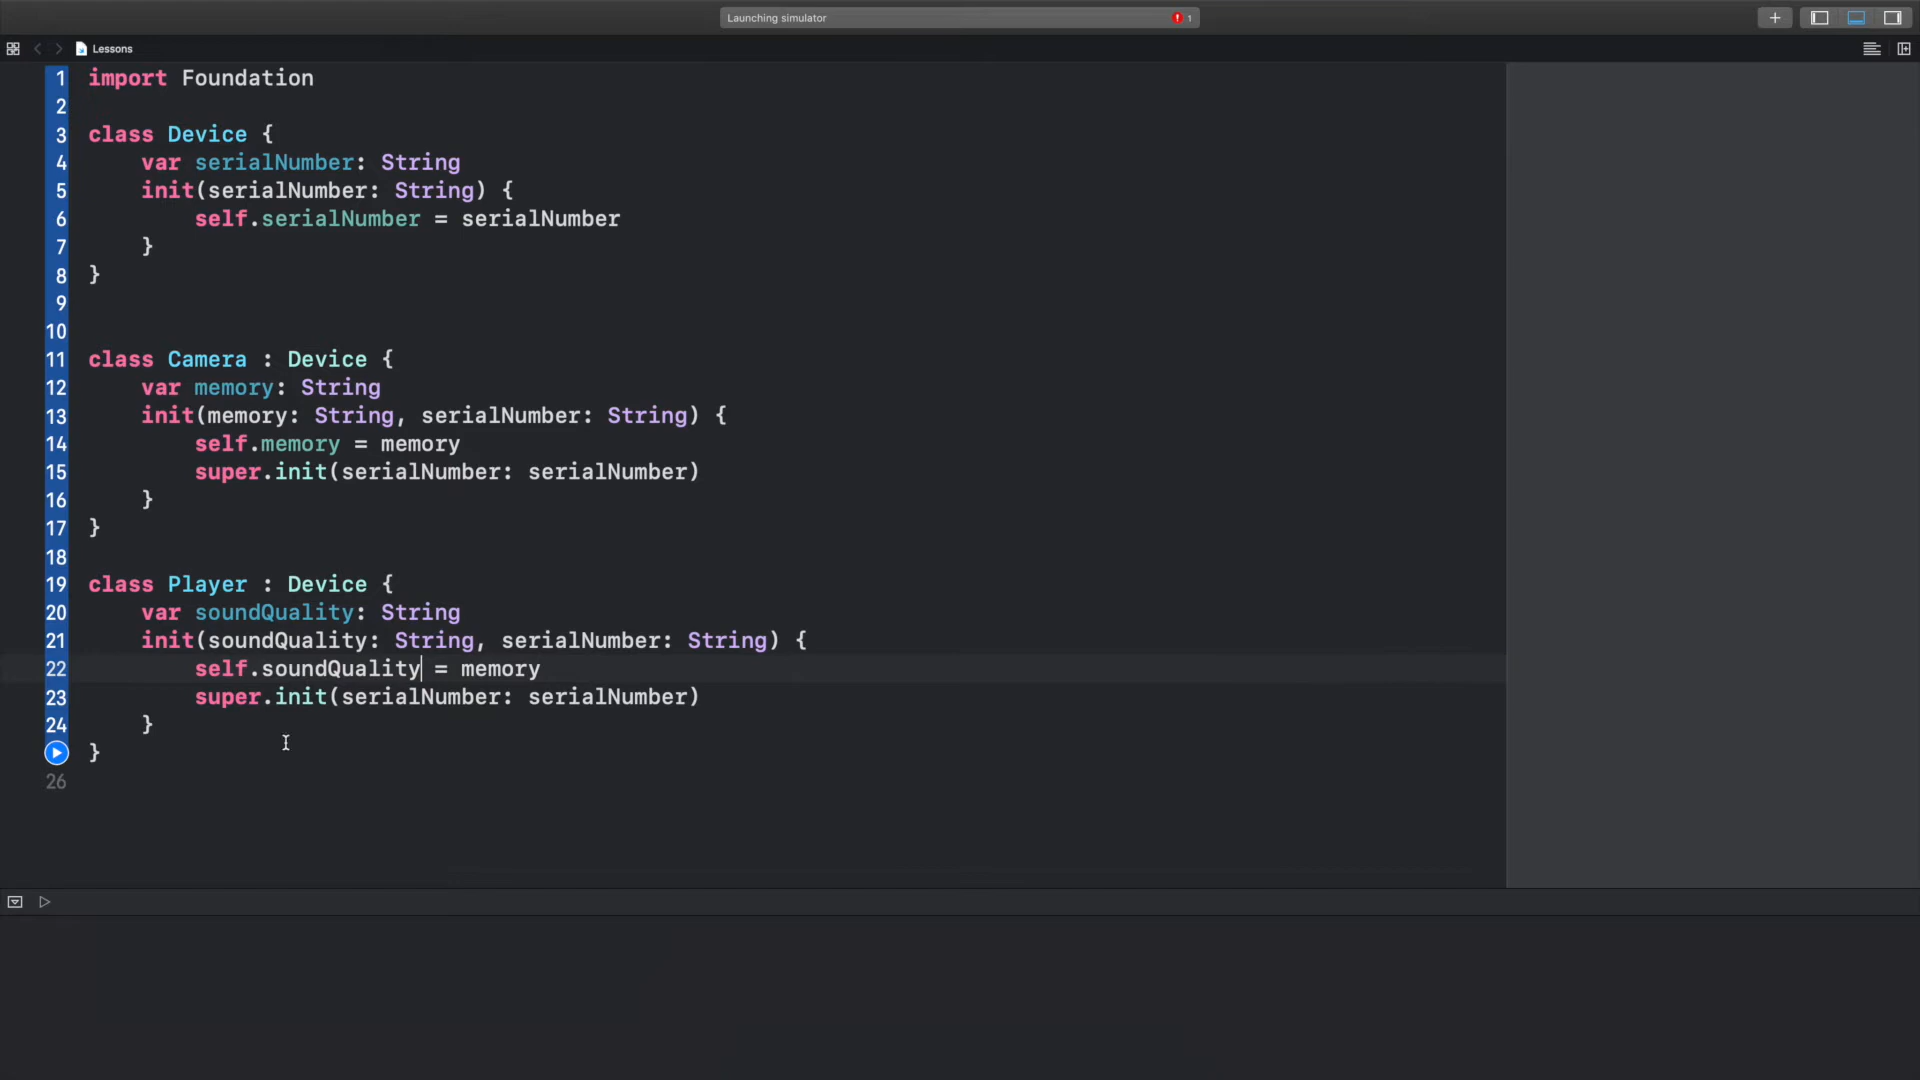 Launching simulator
1
Lessons
1 import Foundation
2
3 class Device {
4 var serialNumber: String
5 init(serialNumber: String) {
6 self.serialNumber = serialNumber
7 }
8 }
9
10
11 class Camera : Device {
12 var memory: String
13 init(memory: String, serialNumber: String) {
14 self.memory = memory
15 super.init(serialNumber: serialNumber)
16 }
17 }
18
19 class Player : Device {
20 var soundQuality: String
21 init(soundQuality: String, serialNumber: String) {
22 self.soundQuality = memory
23 super.init(serialNumber: serialNumber)
24 }
}
26